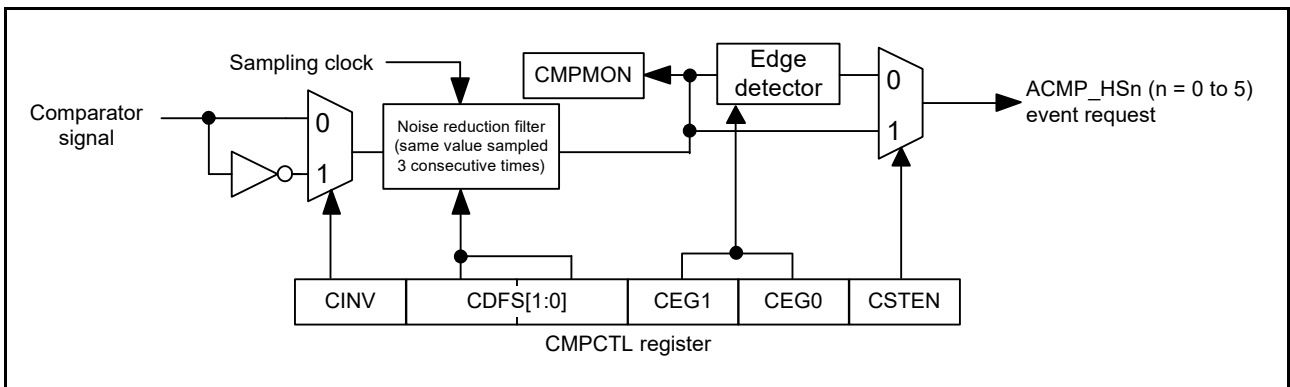 Sampling clock
CMPMON
Edge
detector
0
1
ACMP_HSn (n = 0 to 5)
event request
Comparator
signal
0
1
Noise reduction filter
(same value sampled
3 consecutive times)
CINV
CDFS[1:0]
CEG1
CEG0
CSTEN
CMPCTL register